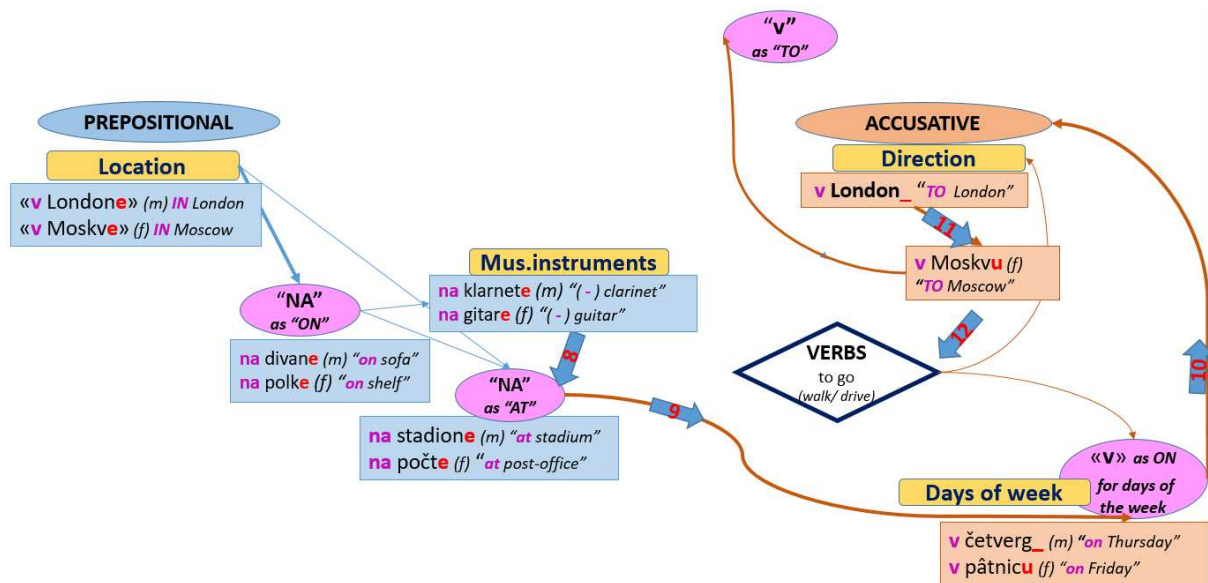 PREPOSITIONAL
Location
«v Londone» (m) IN London
«v Moskve» (f) IN Moscow
"NA"
as "ON"
na divane (m) "on sofa"
na polke (f) "on shelf"
Mus.instruments
na klarnete (m) "( - ) clarinet"
na gitare (f) "( - ) guitar"
8
"NA"
as "AT"
na stadione (m) "at stadium"
na počte (f) "at post-office"
9
"v"
as "TO"
ACCUSATIVE
Direction
v London_ "TO London"
11
v Moskvu (f)
"TO Moscow"
12
VERBS
to go
(walk/ drive)
10
«v» as ON
for days of
the week
Days of week
v četverg_ (m) "on Thursday"
v pâtnicu (f) "on Friday"